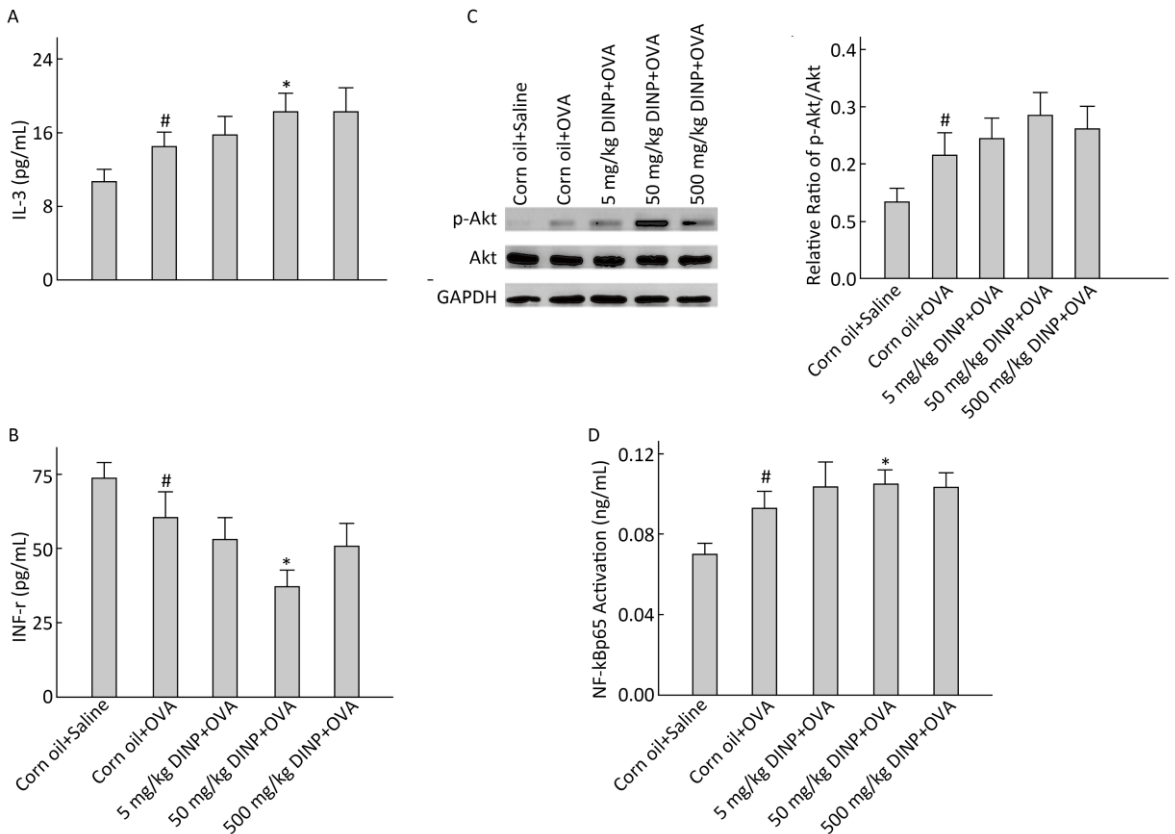 A
IL-3 (pg/mL)
24
16
8
0
#
*
C
Corn oil+Saline
Corn oil+OVA
5 mg/kg DINP+OVA
50 mg/kg DINP+OVA
500 mg/kg DINP+OVA
p-Akt
Akt
GAPDH
Relative Ratio of p-Akt/Akt
0.4
0.3
0.2
0.5
0.0
#
Corn oil+Saline
Corn oil+OVA
5 mg/kg DINP+OVA
50 mg/kg DINP+OVA
500 mg/kg DINP+OVA
B
INF-r (pg/mL)
75
50
25
0
#
*
Corn oil+Saline
Corn oil+OVA
5 mg/kg DINP+OVA
50 mg/kg DINP+OVA
500 mg/kg DINP+OVA
D
NF-kBp65 Activation (ng/mL)
0.12
0.08
0.04
0.00
#
*
Corn oil+Saline
Corn oil+OVA
5 mg/kg DINP+OVA
50 mg/kg DINP+OVA
500 mg/kg DINP+OVA